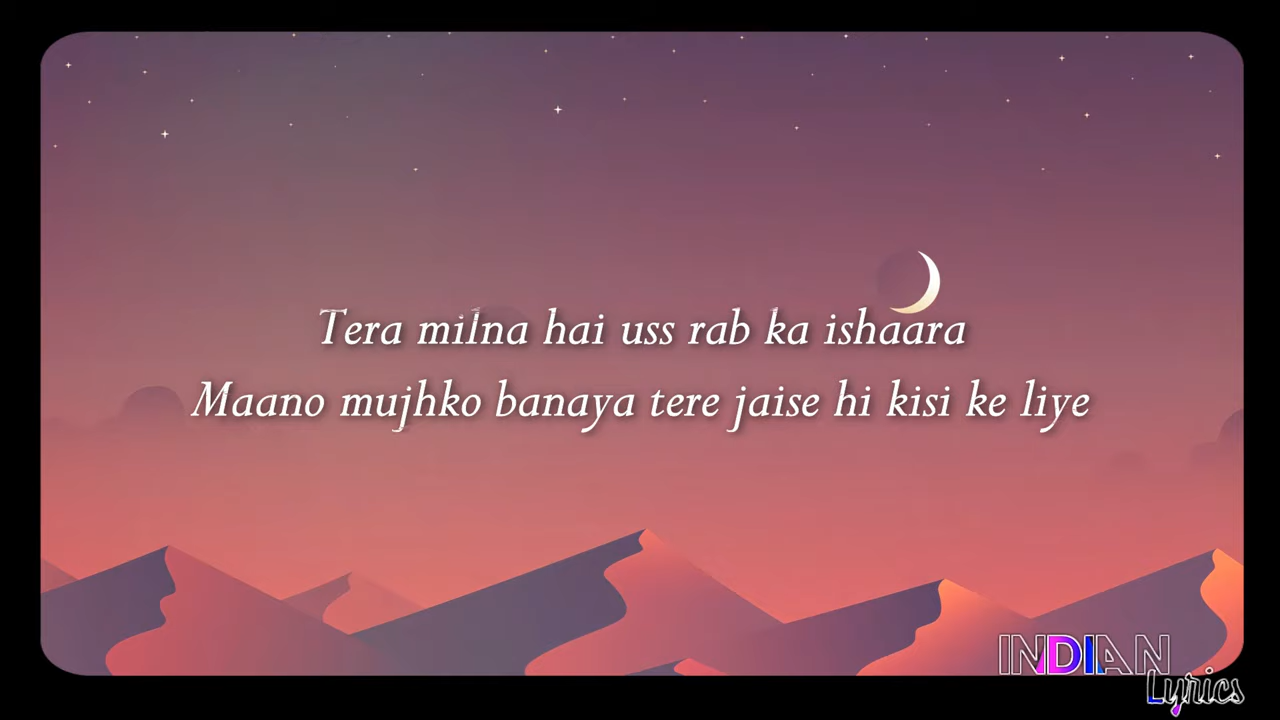 Tera milna hai uss rab ka ishaara
Maano mujhko banaya tere jaise hi kisi ke liye
INDIAN
Lyrics